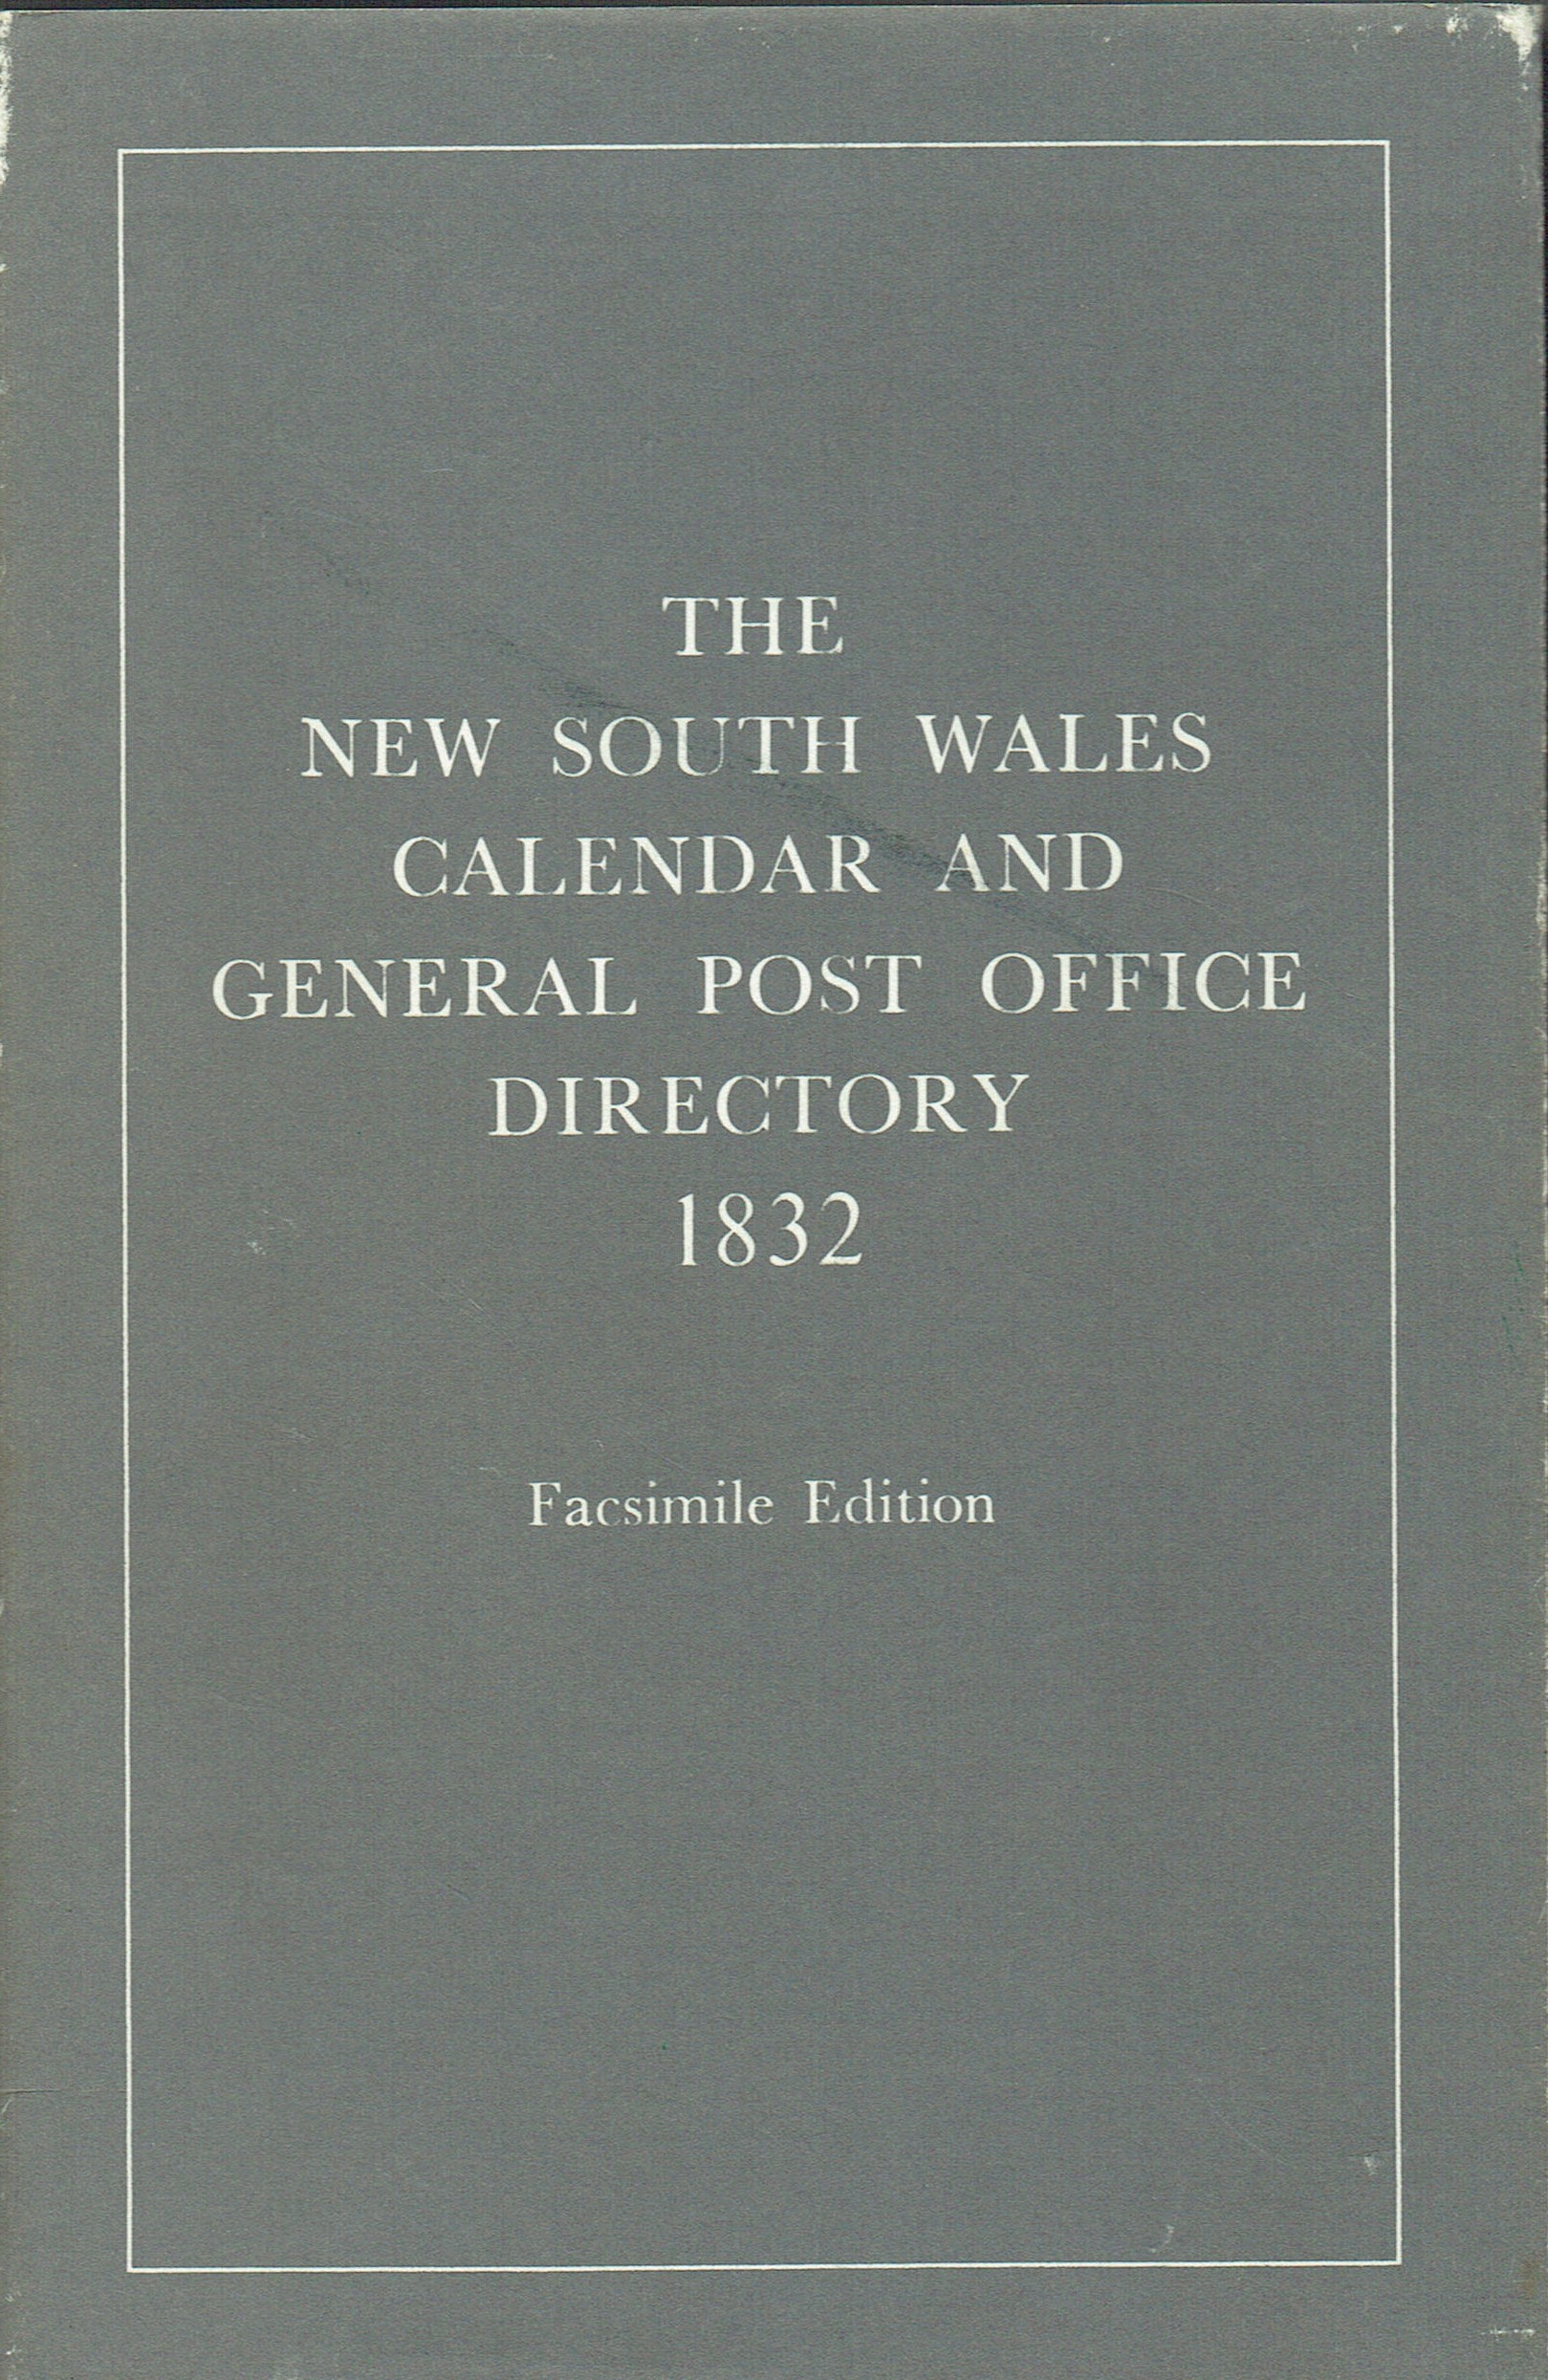 THE
NEW SOUTH WALES
CALENDAR AND
GENERAL POST OFFICE
DIRECTORY
1832
Facsimile Edition